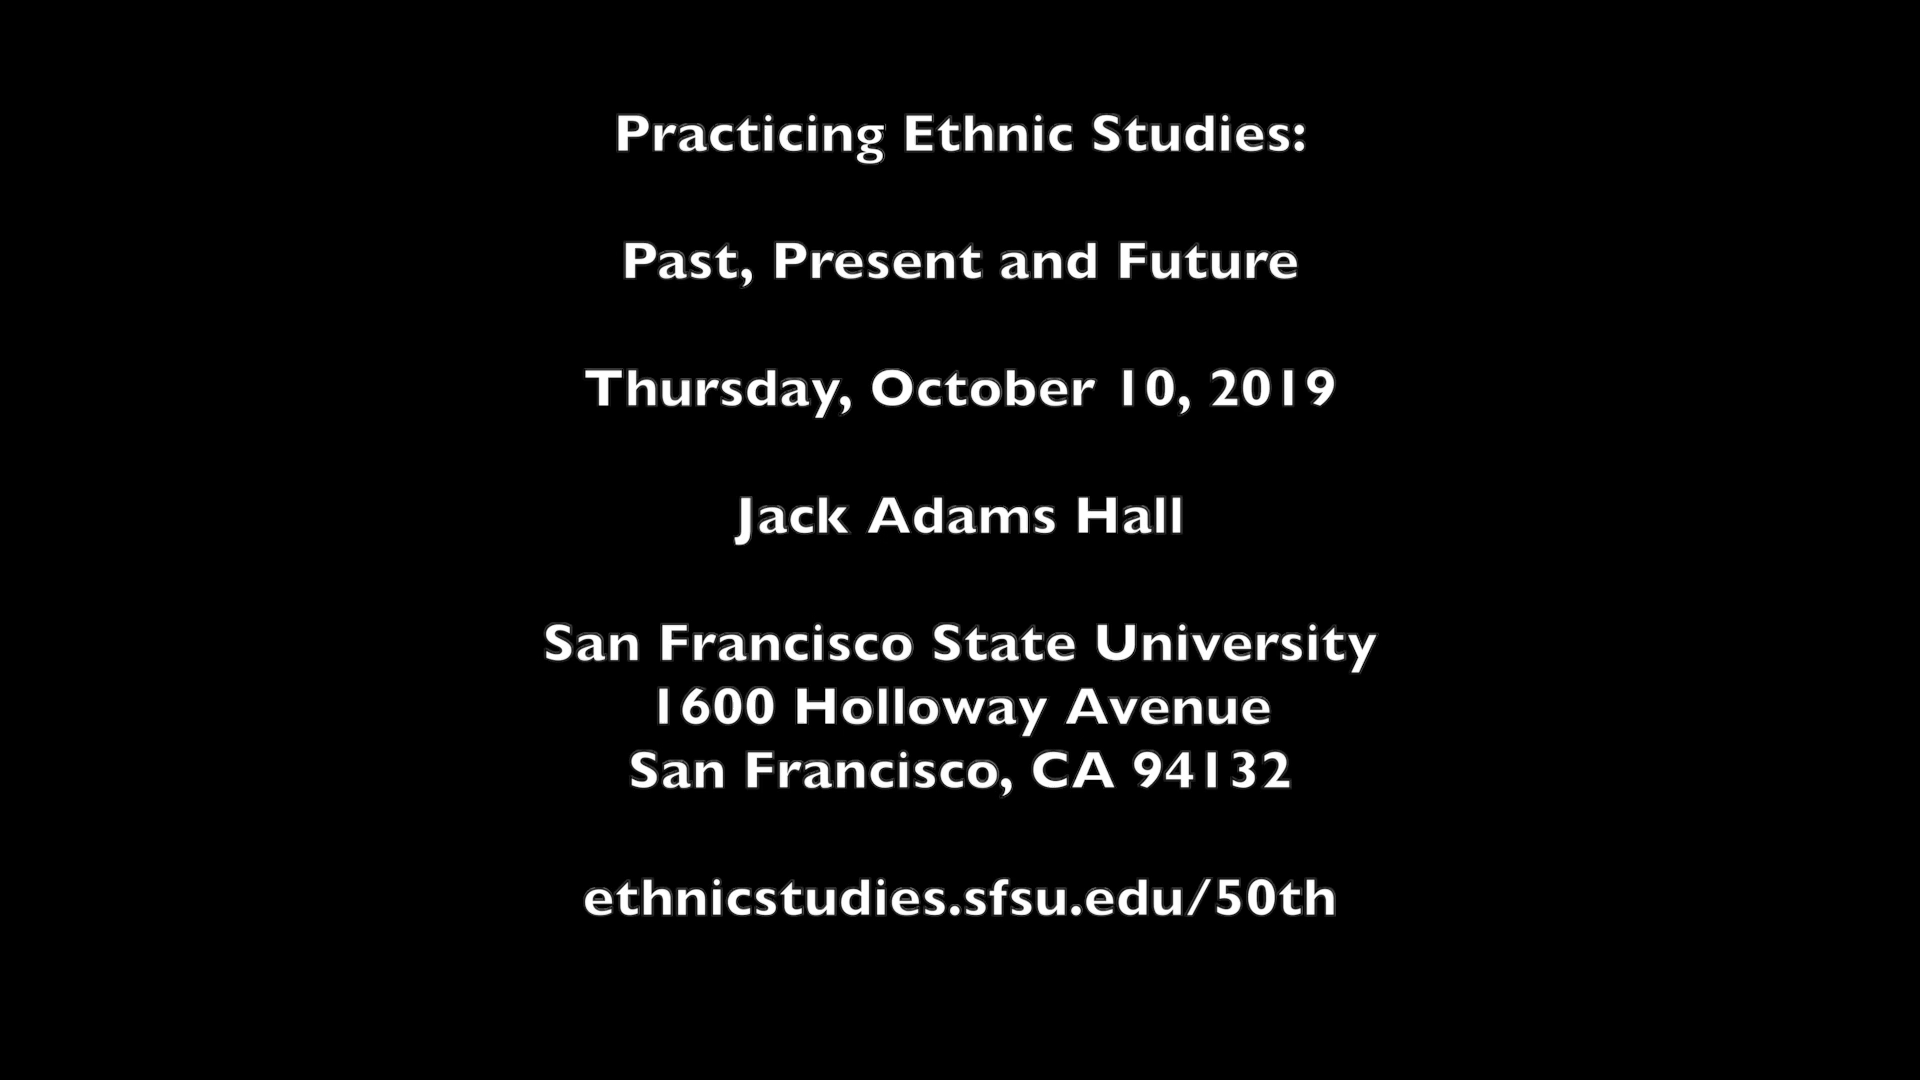 Practicing Ethnic Studies:
Past, Present and Future
Thursday, October 10, 2019
Jack Adams Hall
San Francisco State University
1600 Holloway Avenue
San Francisco, CA 94132
ethnicstudies.sfsu.edu/50th